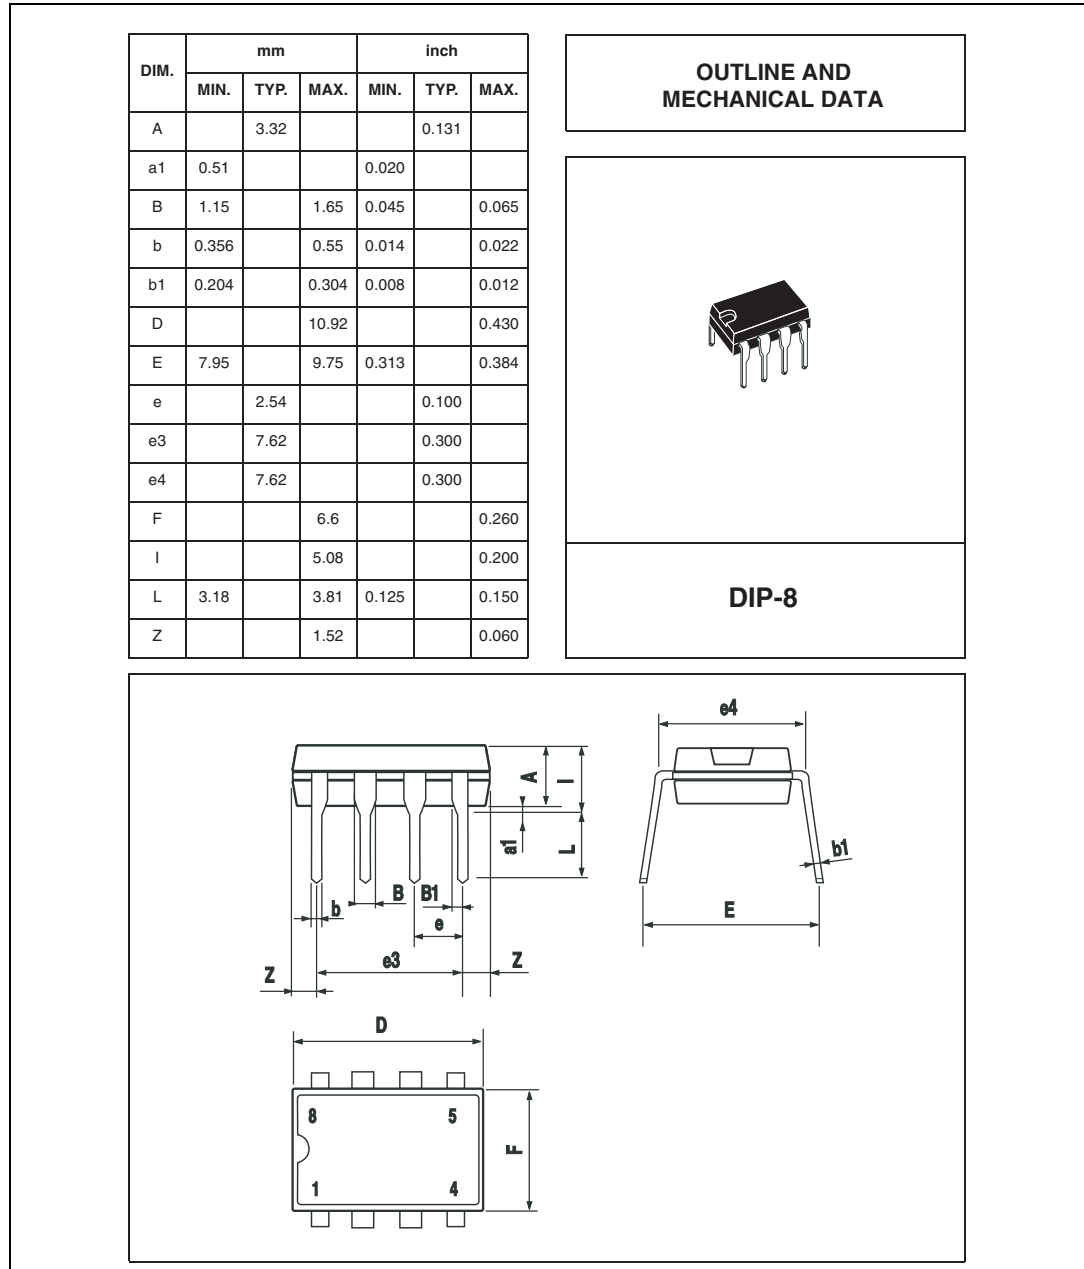 DIM. mm inch
MIN. TYP. MAX. MIN. TYP. MAX.
A 3.32 0.131
a1 0.51 0.020
B 1.15 1.65 0.045 0.065
b 0.356 0.55 0.014 0.022
b1 0.204 0.304 0.008 0.012
D 10.92 0.430
E 7.95 9.75 0.313 0.384
e 2.54 0.100
e3 7.62 0.300
e4 7.62 0.300
F 6.6 0.260
I 5.08 0.200
L 3.18 3.81 0.125 0.150
Z 1.52 0.060
OUTLINE AND
MECHANICAL DATA
DIP-8
A
I
a1
L
b
B
B1
e
e3
Z
Z
e4
b1
E
D
8 5
1 4
F